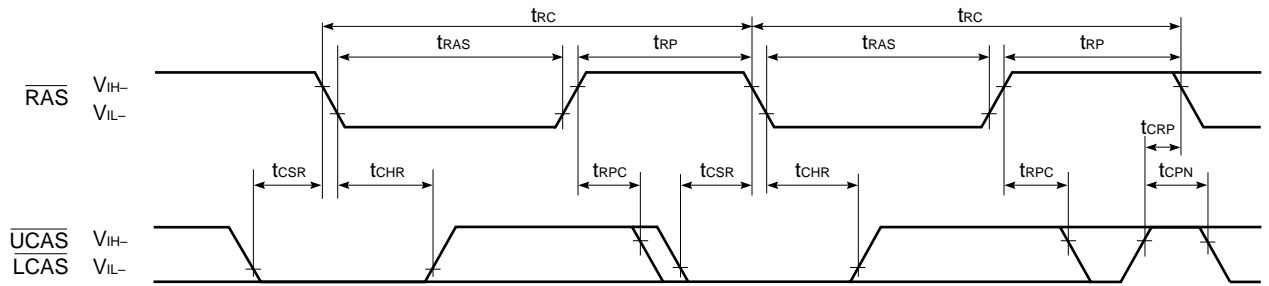 tRC tRC
tRAS tRP tRAS tRP
RAS VIH–
VIL–
tCRP
tCSR tCHR tRPC tCSR tCHR tRPC tCPN
UCAS VIH–
LCAS VIL–